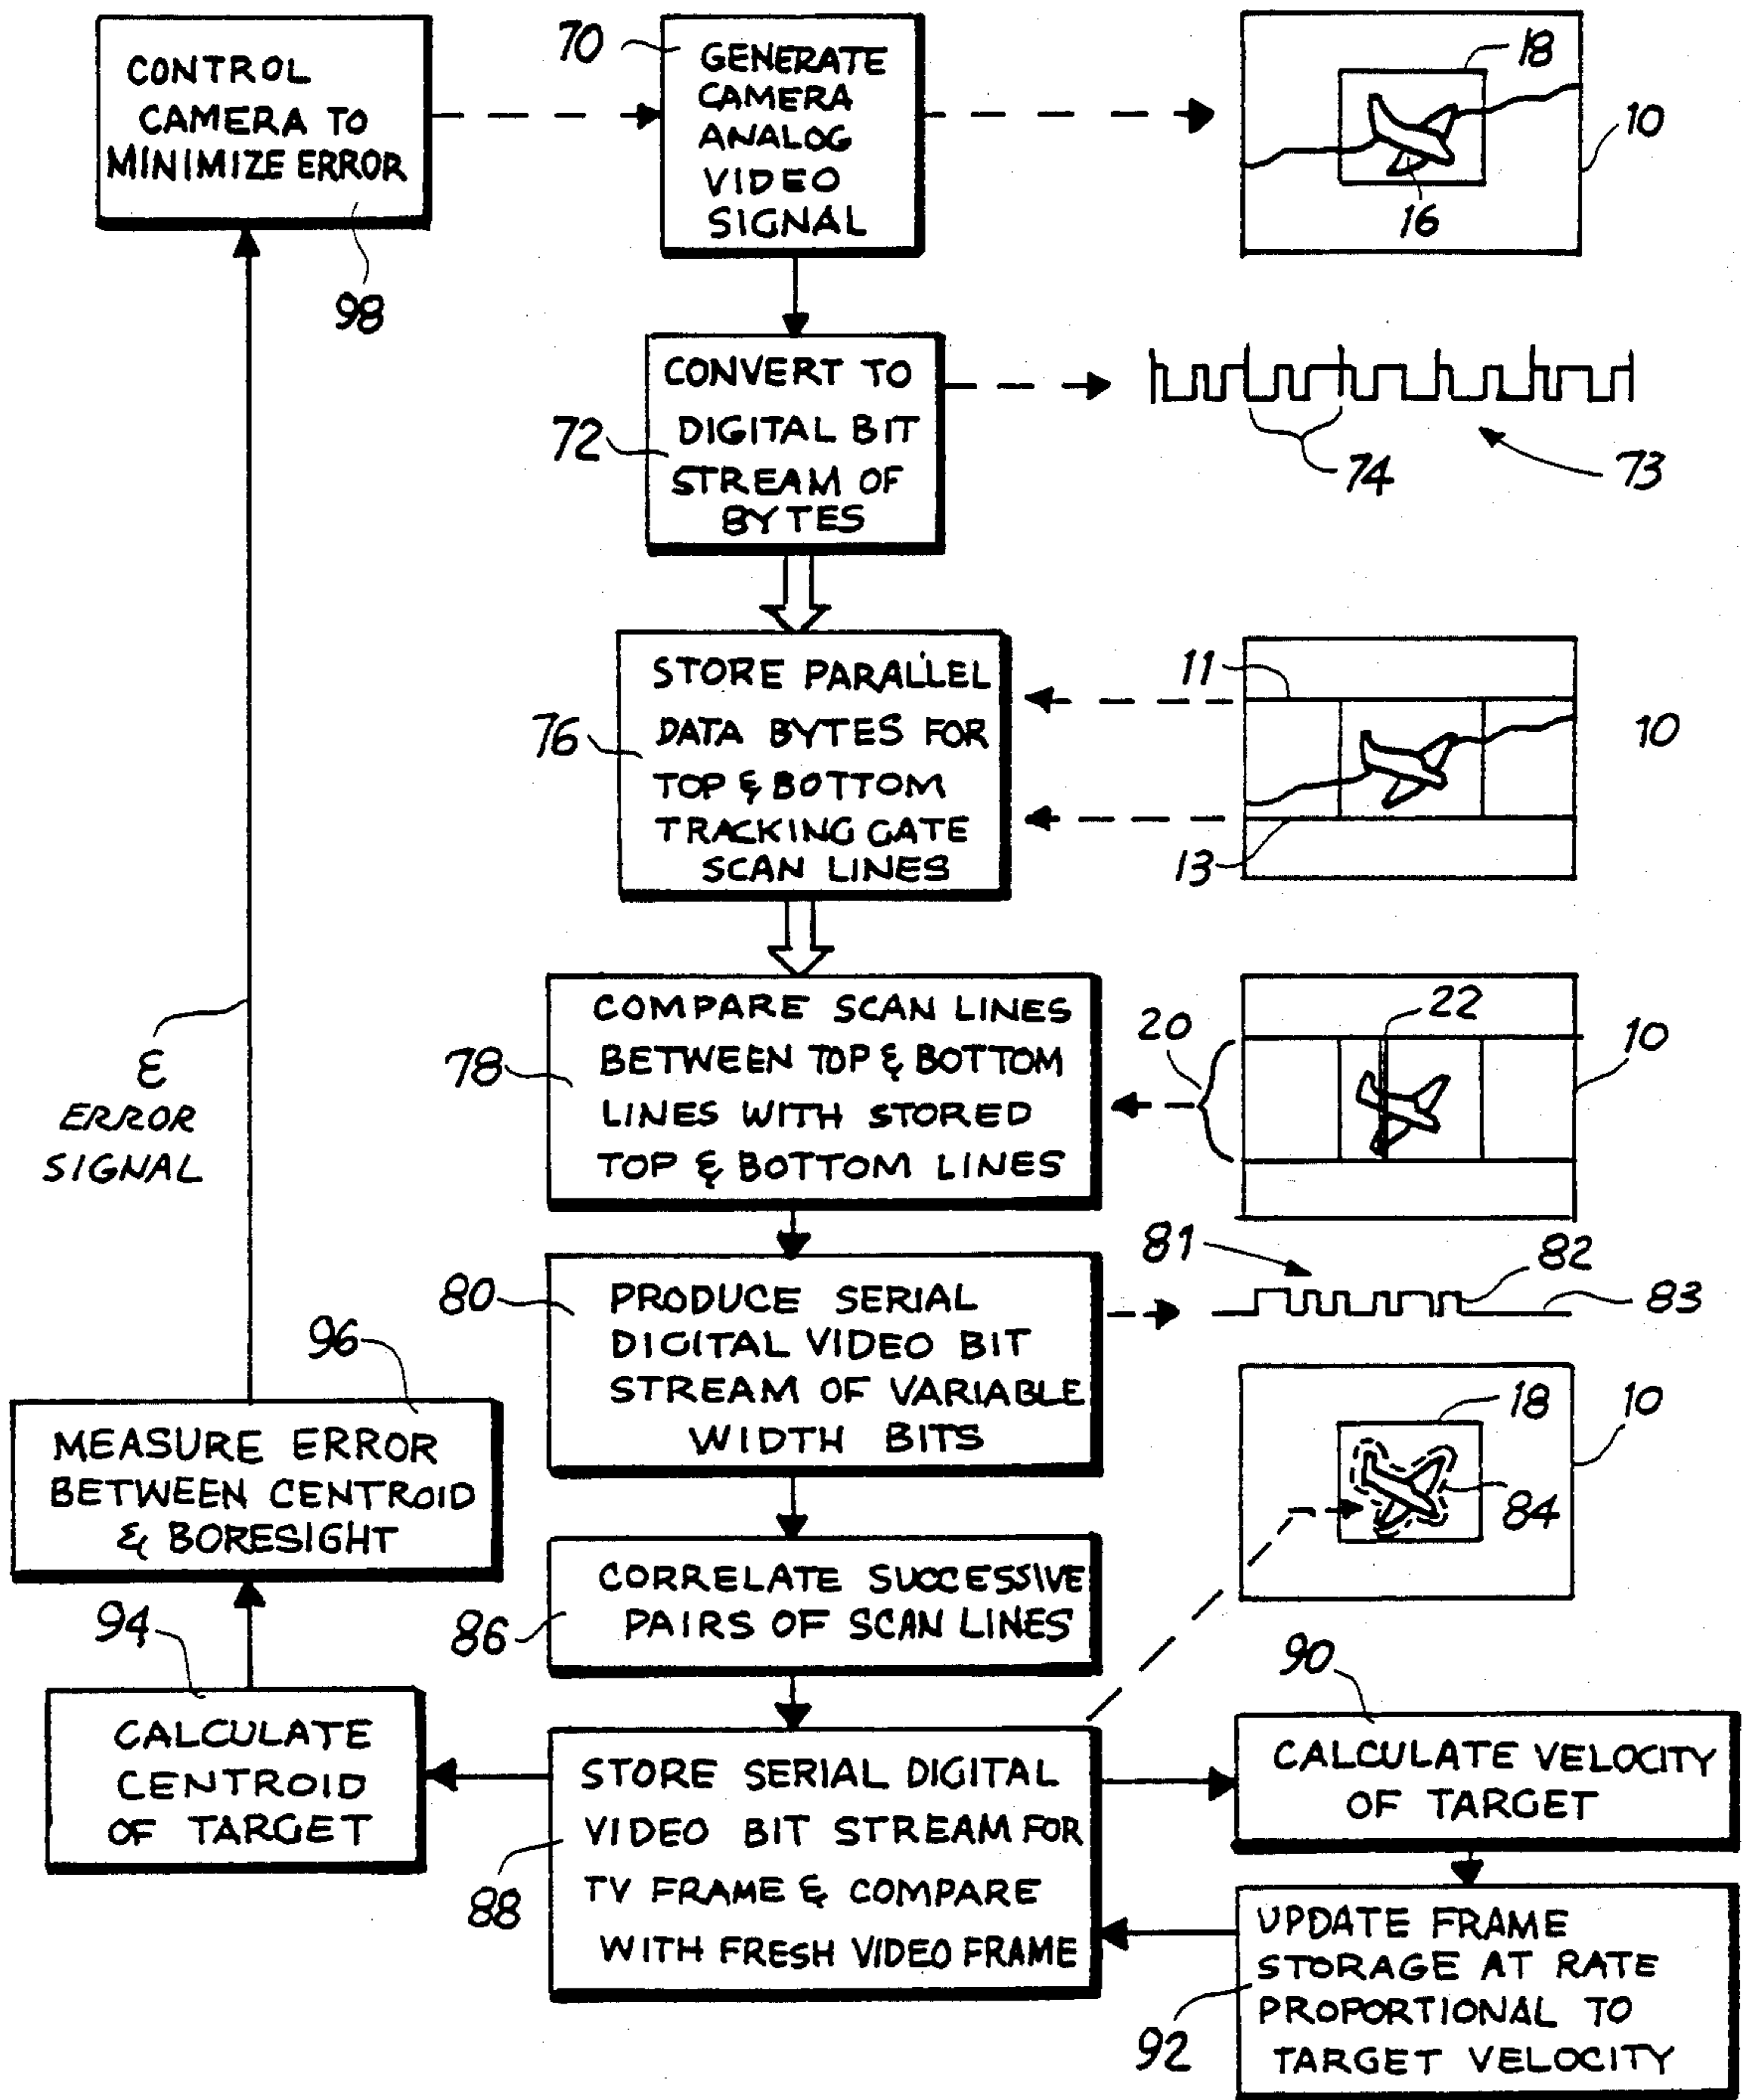 CONTROL
CAMERA TO
MINIMIZE ERROR
98
70
GENERATE
CAMERA
ANALOG
VIDEO
SIGNAL
18
10
16
72
CONVERT TO
DIGITAL BIT
STREAM OF
BYTES
74
73
76
STORE PARALLEL
DATA BYTES FOR
TOP & BOTTOM
TRACKING GATE
SCAN LINES
11
10
13
78
COMPARE SCAN LINES
BETWEEN TOP & BOTTOM
LINES WITH STORED
TOP & BOTTOM LINES
20
22
10
ε
ERROR
SIGNAL
80
PRODUCE SERIAL
DIGITAL VIDEO BIT
STREAM OF VARIABLE
WIDTH BITS
81
82
83
96
MEASURE ERROR
BETWEEN CENTROID
& BORESIGHT
18
10
84
86
CORRELATE SUCCESSIVE
PAIRS OF SCAN LINES
94
CALCULATE
CENTROID
OF TARGET
88
STORE SERIAL DIGITAL
VIDEO BIT STREAM FOR
TV FRAME & COMPARE
WITH FRESH VIDEO FRAME
90
CALCULATE VELOCITY
OF TARGET
92
UPDATE FRAME
STORAGE AT RATE
PROPORTIONAL TO
TARGET VELOCITY